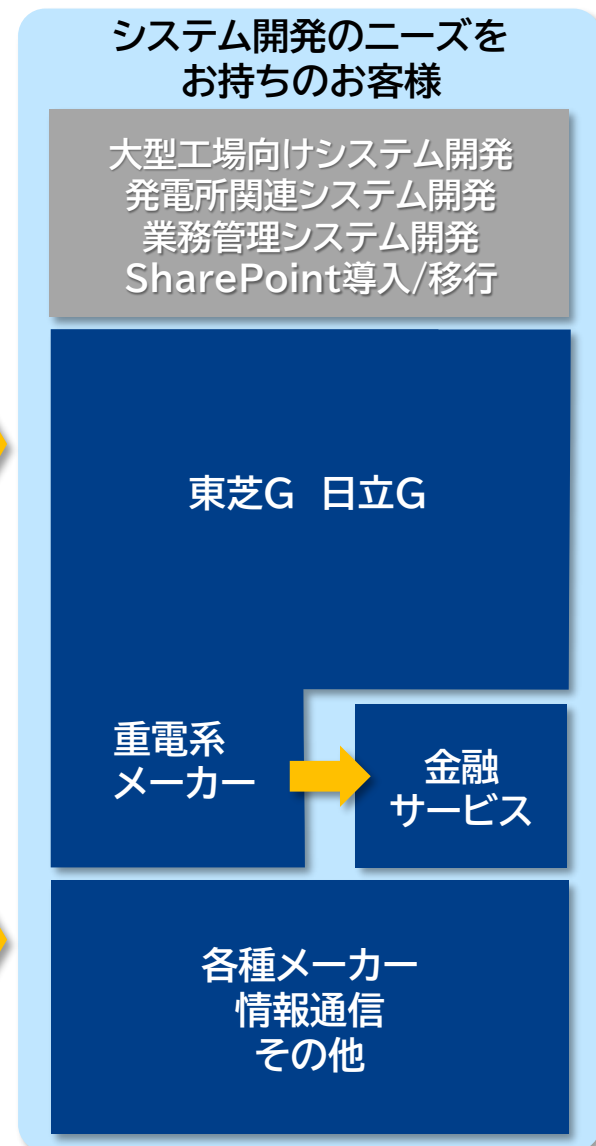 システム開発のニーズを
お持ちのお客様
大型工場向けシステム開発
発電所関連システム開発
業務管理システム開発
SharePoint導入/移行
東芝G 日立G
重電系
メーカー
金融
サービス
各種メーカー
情報通信
その他